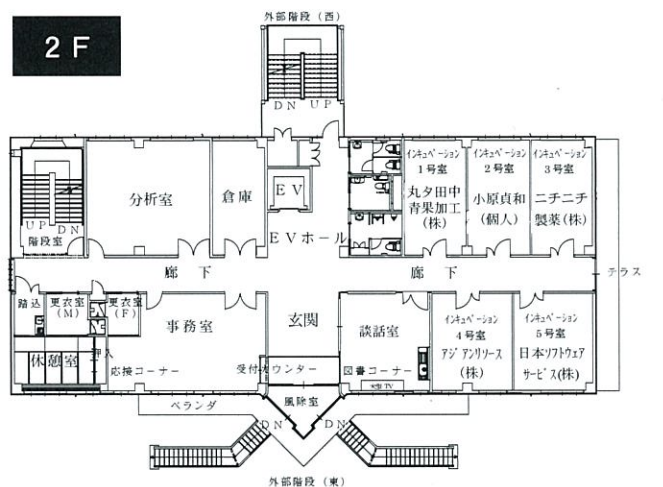 外部階段（西）
2F
DN UP
インキュベーション
1号室
丸夕田中
青果加工
(株)
インキュベーション
2号室
小原貞和
(個人)
インキュベーション
3号室
ニチニチ
製薬(株)
分析室
倉庫
EV
EVホール
UP
DN
階段室
廊下
廊下
テラス
踏込
更衣室
(M)
更衣室
(F)
事務室
玄関
談話室
インキュベーション
4号室
アジアンリソース
(株)
インキュベーション
5号室
日本ソフトウェア
サービス(株)
休憩室
押入
応接コーナー
受付カウンター
図書コーナー
風除室
ベランダ
DN
DN
外部階段（東）